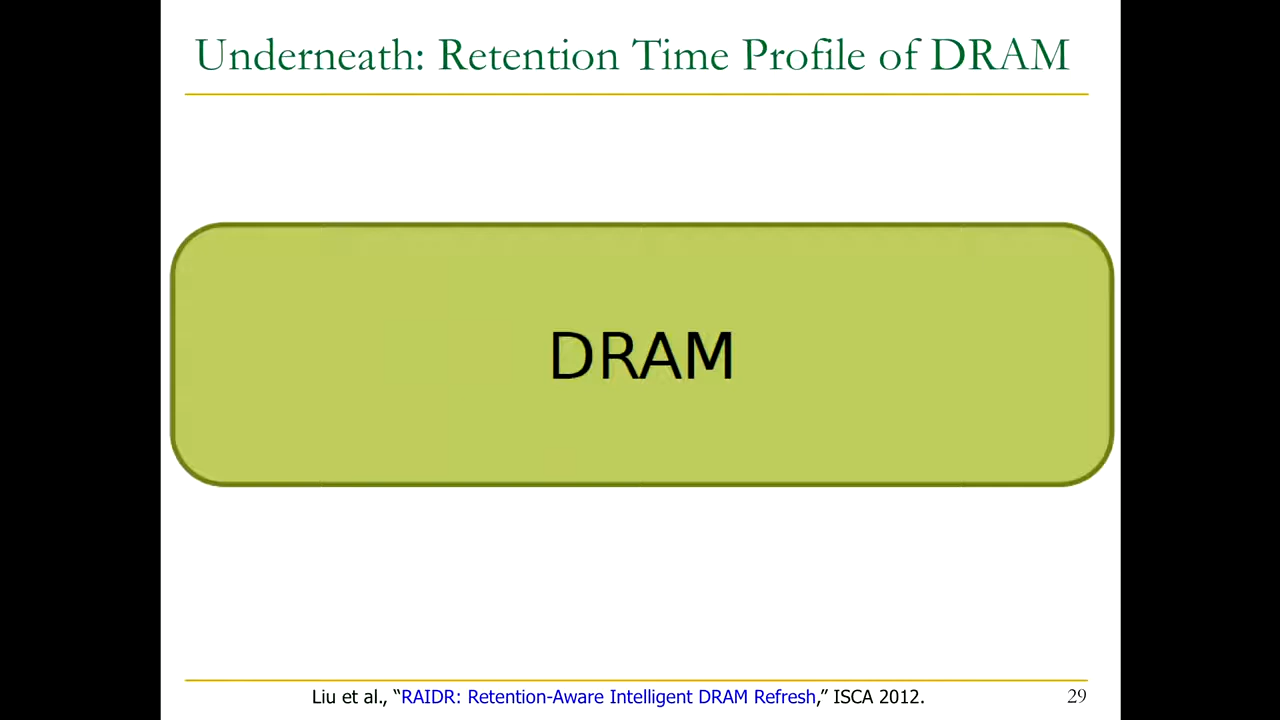 Underneath: Retention Time Profile of DRAM
DRAM
Liu et al., “RAIDR: Retention-Aware Intelligent DRAM Refresh,” ISCA 2012.
29